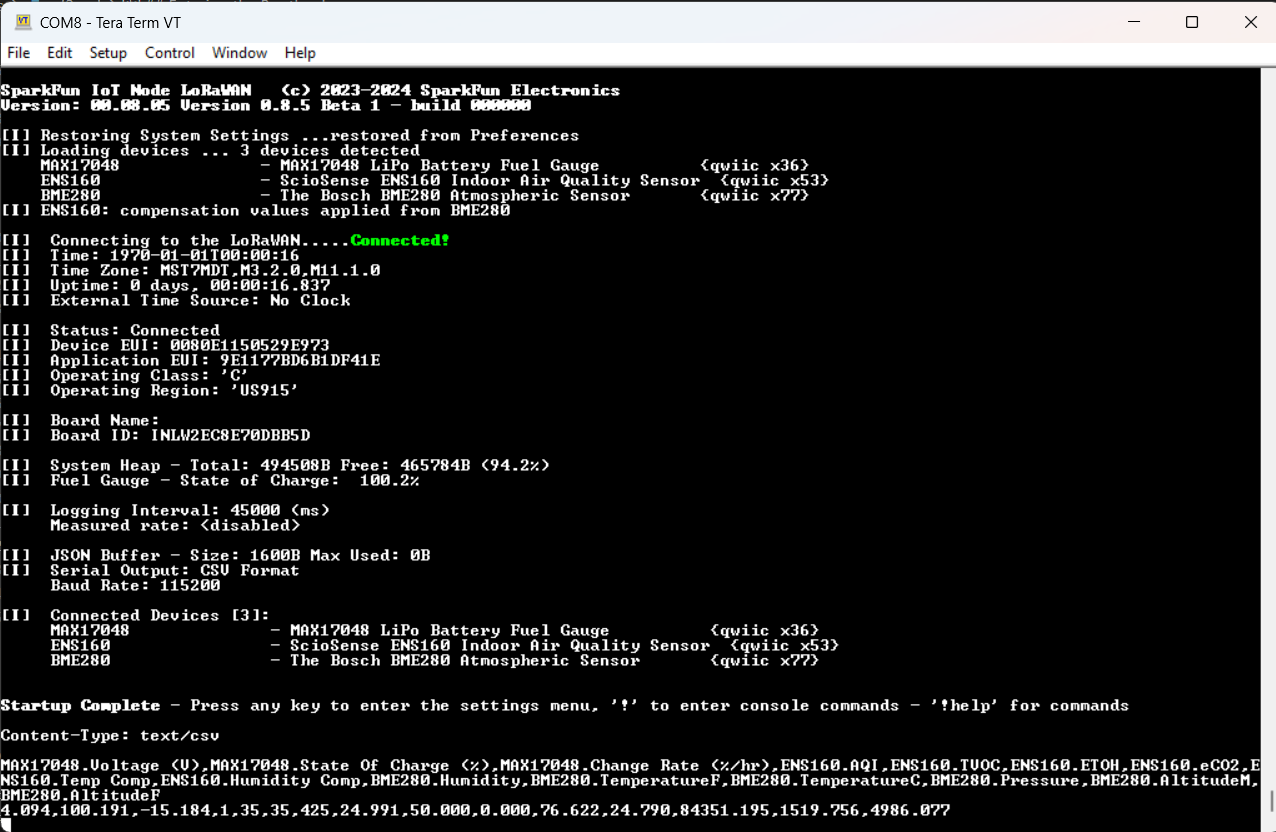 COM8 - Tera Term VT
File Edit Setup Control Window Help
SparkFun IoT Node LoRaWAN (c) 2023-2024 SparkFun Electronics
Version: 00.08.05 Version 0.8.5 Beta 1 - build 000000
[I] Restoring System Settings ...restored from Preferences
[I] Loading devices ... 3 devices detected
MAX17048 - MAX17048 LiPo Battery Fuel Gauge {qwiic x36}
ENS160 - ScioSense ENS160 Indoor Air Quality Sensor {qwiic x53}
BME280 - The Bosch BME280 Atmospheric Sensor {qwiic x77}
[I] ENS160: compensation values applied from BME280
[I] Connecting to the LoRaWAN.....Connected!
[I] Time: 1970-01-01T00:00:16
[I] Time Zone: MST7MDT,M3.2.0,M11.1.0
[I] Uptime: 0 days, 00:00:16.837
[I] External Time Source: No Clock
[I] Status: Connected
[I] Device EUI: 0080E1150529E973
[I] Application EUI: 9E1177BD6B1DF41E
[I] Operating Class: 'C'
[I] Operating Region: 'US915'
[I] Board Name:
[I] Board ID: INLW2EC8E70DBB5D
[I] System Heap - Total: 494508B Free: 465784B (94.2%)
[I] Fuel Gauge - State of Charge: 100.2%
[I] Logging Interval: 45000 (ms)
Measured rate: <disabled>
[I] JSON Buffer - Size: 1600B Max Used: 0B
[I] Serial Output: CSV Format
Baud Rate: 115200
[I] Connected Devices [3]:
MAX17048 - MAX17048 LiPo Battery Fuel Gauge {qwiic x36}
ENS160 - ScioSense ENS160 Indoor Air Quality Sensor {qwiic x53}
BME280 - The Bosch BME280 Atmospheric Sensor {qwiic x77}
Startup Complete - Press any key to enter the settings menu, '!' to enter console commands - '!help' for commands
Content-Type: text/csv
MAX17048.Voltage (V),MAX17048.State Of Charge (%),MAX17048.Change Rate (%/hr),ENS160.AQI,ENS160.TVOC,ENS160.ETOH,ENS160.eCO2,E
NS160.Temp Comp,ENS160.Humidity Comp,BME280.Humidity,BME280.TemperatureF,BME280.TemperatureC,BME280.Pressure,BME280.AltitudeM,
BME280.AltitudeF
4.094,100.191,-15.184,1,35,35,425,24.991,50.000,0.000,76.622,24.790,84351.195,1519.756,4986.077